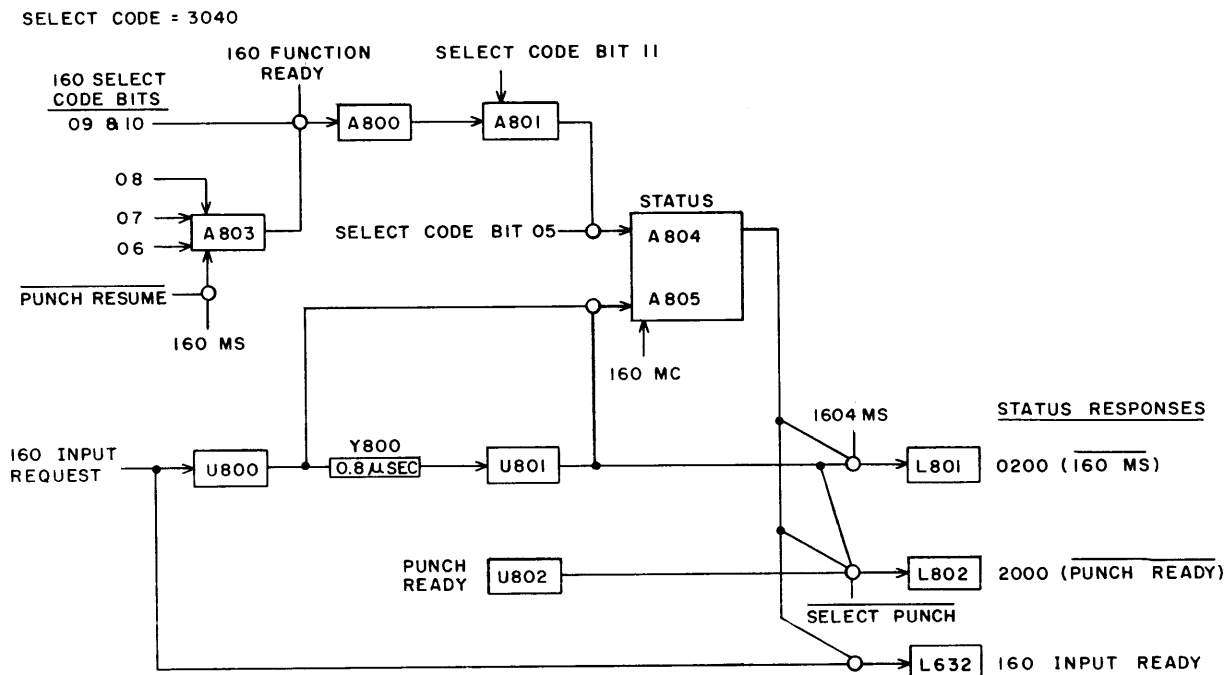 SELECT CODE = 3040
160 FUNCTION
READY
SELECT CODE BIT 11
160 SELECT
CODE BITS
09 & 10
A800
A801
08
07
06
A803
STATUS
SELECT CODE BIT 05
A804
A805
PUNCH RESUME
160 MS
160 MC
1604 MS
STATUS RESPONSES
160 INPUT
REQUEST
U800
Y800
0.8 µSEC
U801
L801
0200 (160 MS)
PUNCH
READY
U802
L802
2000 (PUNCH READY)
SELECT PUNCH
L632
160 INPUT READY